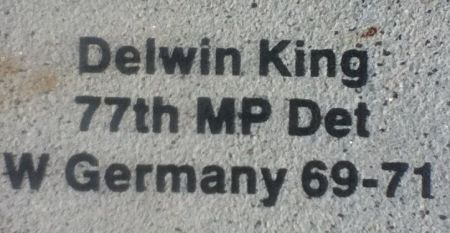 Delwin King
77th MP Det
W Germany 69-71